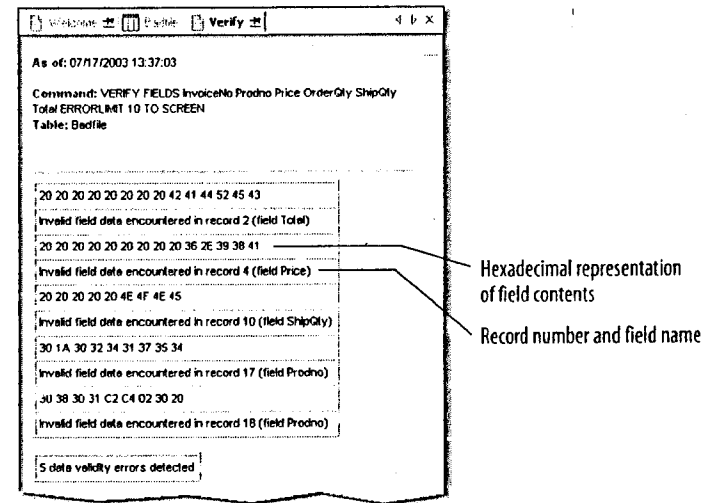 Welcome Badfile Verify
As of: 07/17/2003 13:37:03
Command: VERIFY FIELDS InvoiceNo Prodno Price OrderQty ShipQty
Total ERRORLIMIT 10 TO SCREEN
Table: Badfile
20 20 20 20 20 20 20 20 42 41 44 52 45 43
Invalid field data encountered in record 2 (field Total)
20 20 20 20 20 20 20 20 20 36 2E 39 38 41
Invalid field data encountered in record 4 (field Price)
20 20 20 20 20 4E 4F 4E 45
Invalid field data encountered in record 10 (field ShipQty)
30 1A 30 32 34 31 37 35 34
Invalid field data encountered in record 17 (field Prodno)
30 38 30 31 C2 C4 02 30 20
Invalid field data encountered in record 18 (field Prodno)
5 data validity errors detected
Hexadecimal representation
of field contents
Record number and field name